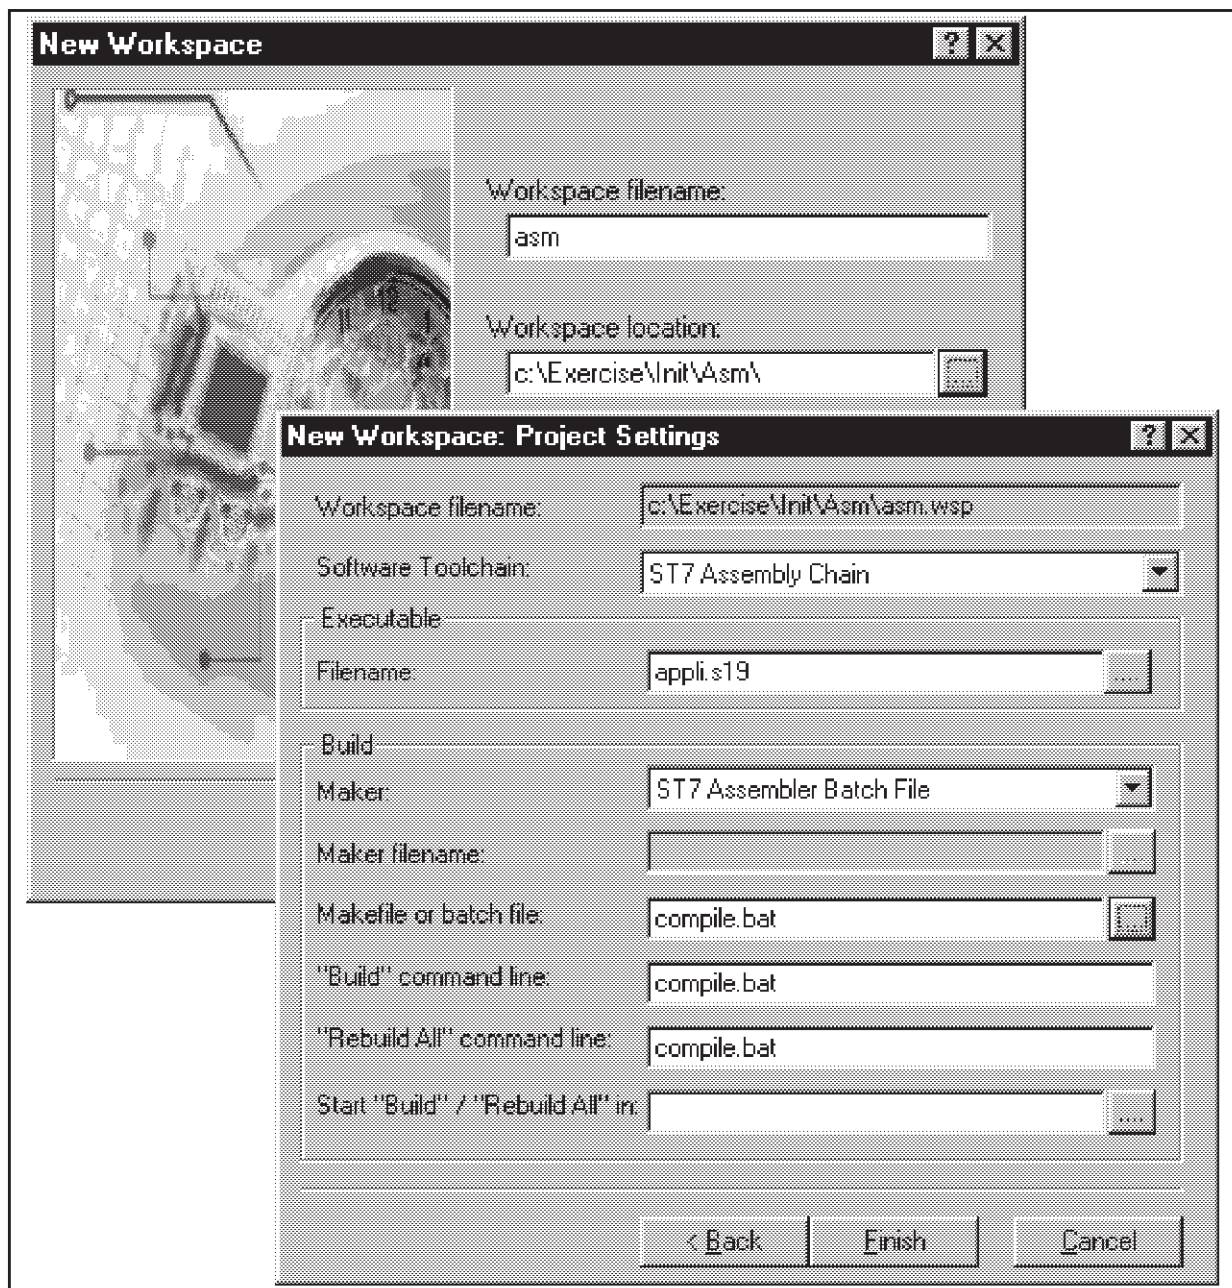 New Workspace
Workspace filename:
asm
Workspace location:
c:\Exercise\Init\Asm\
New Workspace: Project Settings
Workspace filename: c:\Exercise\Init\Asm\asm.wsp
Software Toolchain: ST7 Assembly Chain
Executable
Filename: appli.s19 ....
Build
Maker: ST7 Assembler Batch File
Maker filename:
Makefile or batch file: compile.bat
"Build" command line: compile.bat
"Rebuild All" command line: compile.bat
Start "Build" / "Rebuild All" in: ....
< Back Finish Cancel